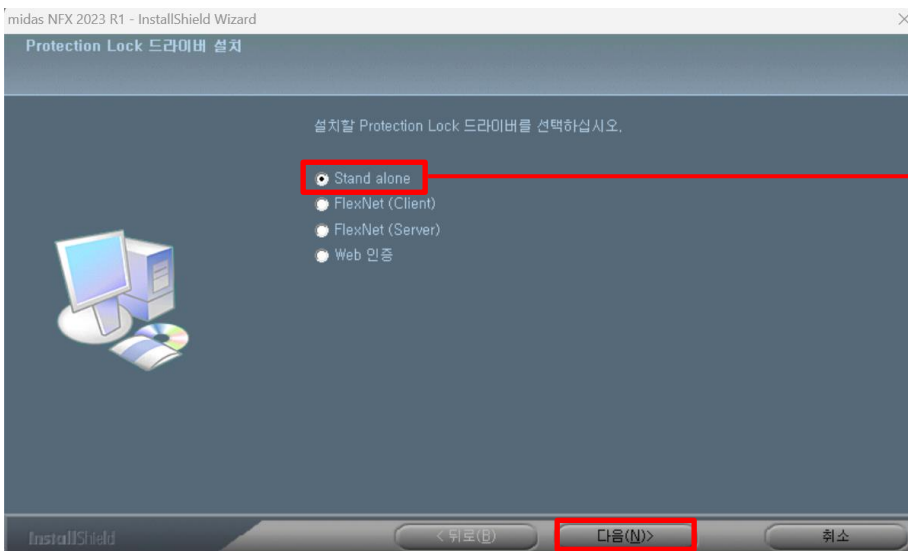 midas NFX 2023 R1 - InstallShield Wizard
Protection Lock 드라이버 설치
설치할 Protection Lock 드라이버를 선택하십시오.
Stand alone
FlexNet (Client)
FlexNet (Server)
Web 인증
InstallShield
< 뒤로(B)
다음(N)>
취소